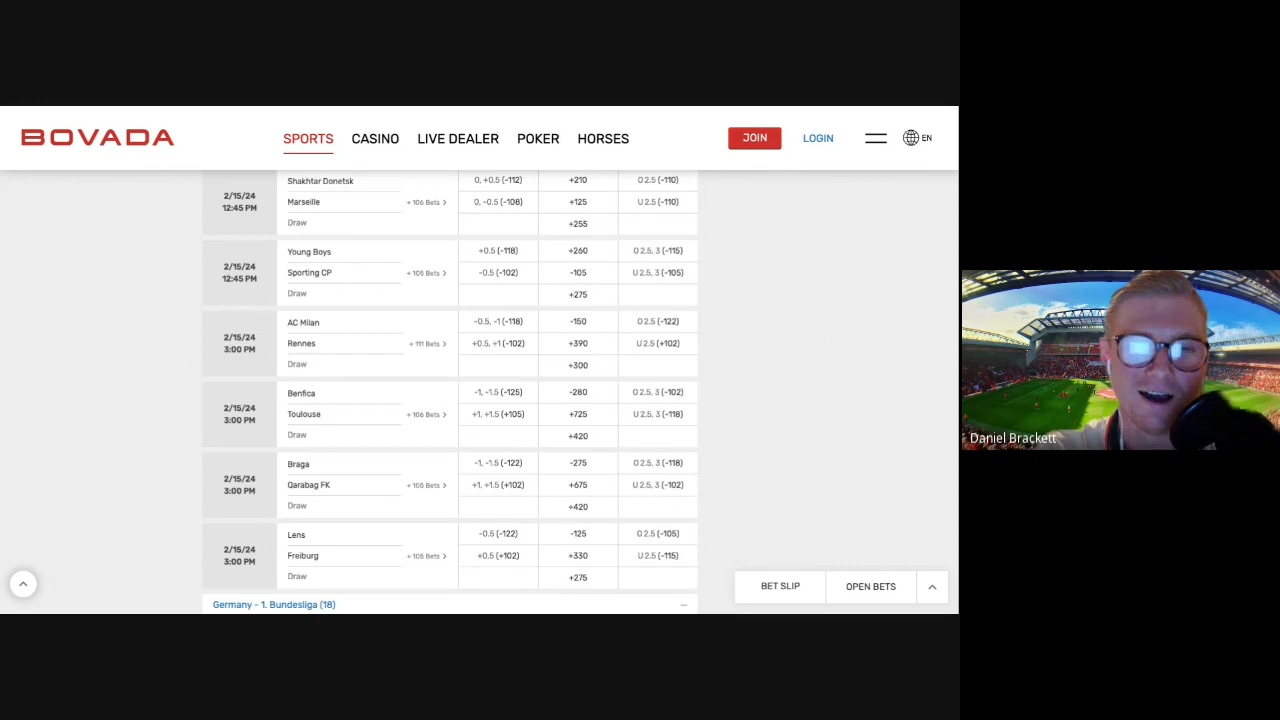 BOVADA
SPORTS CASINO LIVE DEALER POKER HORSES
JOIN LOGIN EN
2/15/24
12:45 PM
Shakhtar Donetsk 0, +0.5 (-112) +210 O 2.5 (-110)
Marseille + 106 Bets > 0, -0.5 (-108) +125 U 2.5 (-110)
Draw +255
2/15/24
12:45 PM
Young Boys +0.5 (-118) +260 O 2.5, 3 (-115)
Sporting CP + 105 Bets > -0.5 (-102) -105 U 2.5, 3 (-105)
Draw +275
2/15/24
3:00 PM
AC Milan -0.5, -1 (-118) -150 O 2.5 (-122)
Rennes + 111 Bets > +0.5, +1 (-102) +390 U 2.5 (+102)
Draw +300
2/15/24
3:00 PM
Benfica -1, -1.5 (-125) -280 O 2.5, 3 (-102)
Toulouse + 106 Bets > +1, +1.5 (+105) +725 U 2.5, 3 (-118)
Draw +420
2/15/24
3:00 PM
Braga -1, -1.5 (-122) -275 O 2.5, 3 (-118)
Qarabag FK + 105 Bets > +1, +1.5 (+102) +675 U 2.5, 3 (-102)
Draw +420
2/15/24
3:00 PM
Lens -0.5 (-122) -125 O 2.5 (-105)
Freiburg + 105 Bets > +0.5 (+102) +330 U 2.5 (-115)
Draw +275
Germany - 1. Bundesliga (18)
BET SLIP OPEN BETS
Daniel Brackett